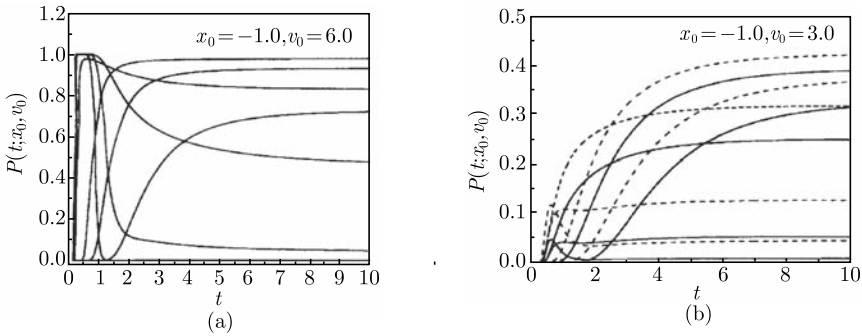 x₀=−1.0,v₀=6.0
P(t;x₀,v₀)
1.2
1.0
0.8
0.6
0.4
0.2
0.0
0 1 2 3 4 5 6 7 8 9 10
t
(a)
x₀=−1.0,v₀=3.0
P(t;x₀,v₀)
0.5
0.4
0.3
0.2
0.1
0.0
0 2 4 6 8 10
t
(b)